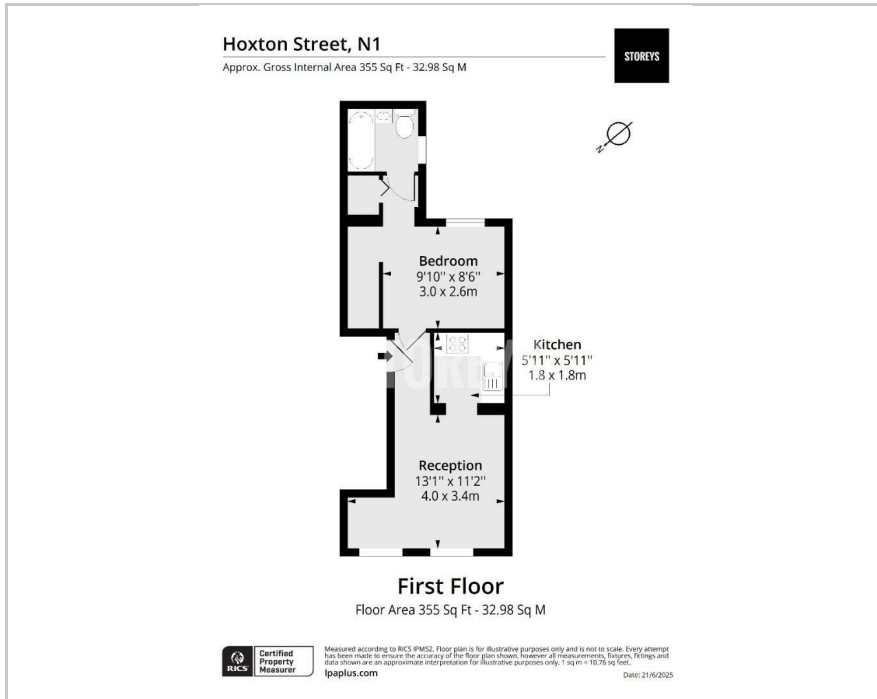 Hoxton Street, N1
Approx. Gross Internal Area 355 Sq Ft - 32.98 Sq M
STOREYS
N
Bedroom
9'10" x 8'6"
3.0 x 2.6m
Kitchen
5'11" x 5'11"
1.8 x 1.8m
STOREYS
Reception
13'1" x 11'2"
4.0 x 3.4m
First Floor
Floor Area 355 Sq Ft - 32.98 Sq M
RICS
Certified
Property
Measurer
Measured according to RICS IPMS2. Floor plan is for illustrative purposes only and is not to scale. Every attempt
has been made to ensure the accuracy of the floor plan shown, however all measurements, fixtures, fittings and
data shown are an approximate interpretation for illustrative purposes only. 1 sq m = 10.76 sq feet.
lpaplus.com
Date: 21/6/2025